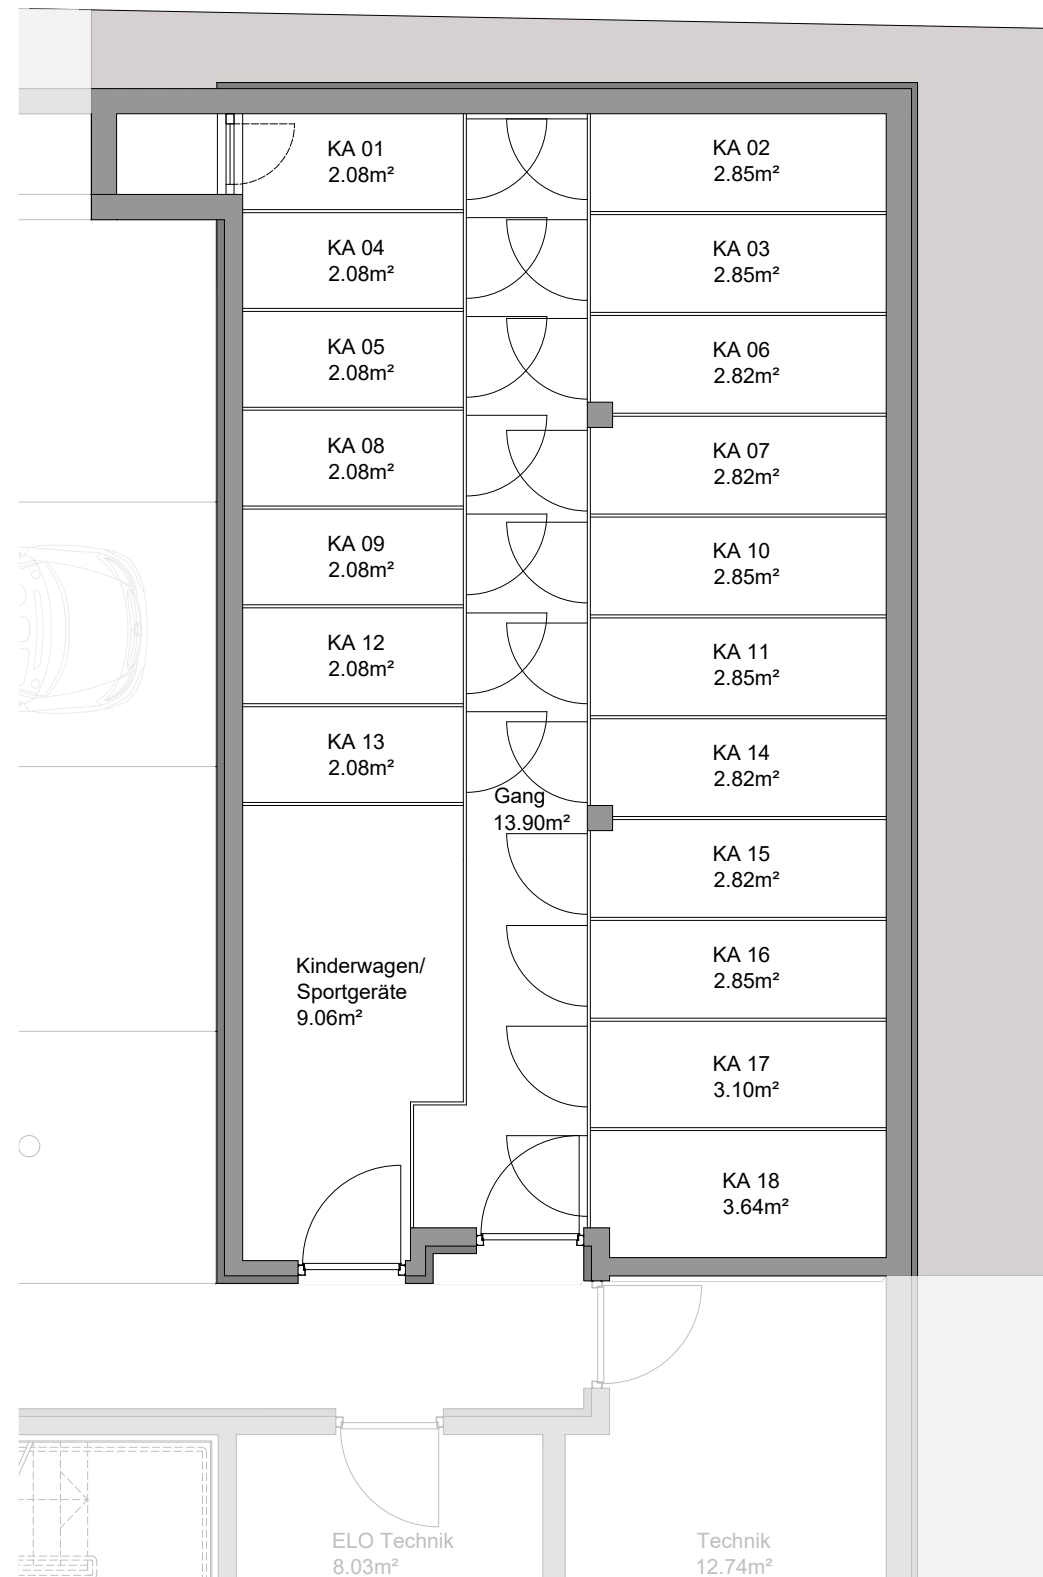 KA 01
2.08m²
KA 02
2.85m²
KA 04
2.08m²
KA 03
2.85m²
KA 05
2.08m²
KA 06
2.82m²
KA 08
2.08m²
KA 07
2.82m²
KA 09
2.08m²
KA 10
2.85m²
KA 12
2.08m²
KA 11
2.85m²
KA 13
2.08m²
KA 14
2.82m²
Gang
13.90m²
KA 15
2.82m²
Kinderwagen/
Sportgeräte
9.06m²
KA 16
2.85m²
KA 17
3.10m²
KA 18
3.64m²
ELO Technik
8.03m²
Technik
12.74m²